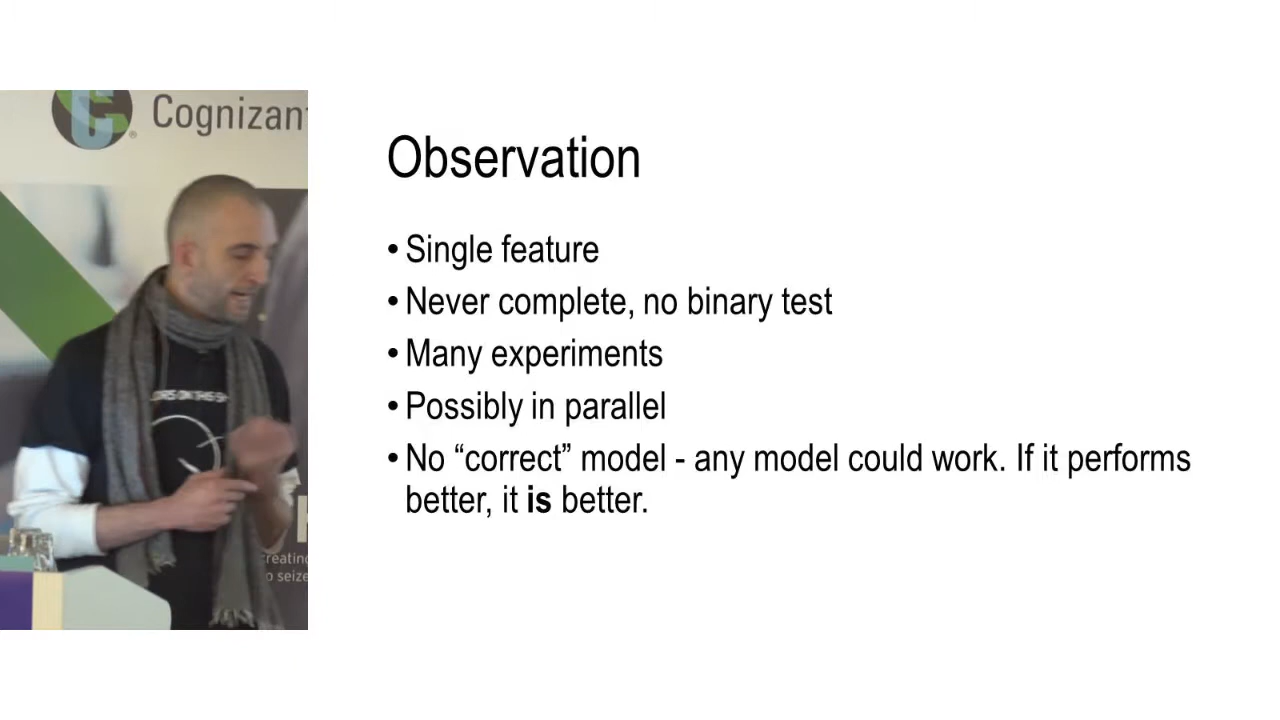 Cognizant
Observation
• Single feature
• Never complete, no binary test
• Many experiments
• Possibly in parallel
• No “correct” model - any model could work. If it performs
better, it is better.